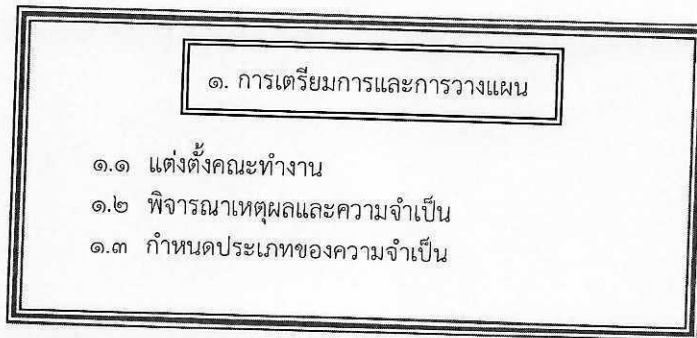 ๑. การเตรียมการและการวางแผน
๑.๑ แต่งตั้งคณะทำงาน
๑.๒ พิจารณาเหตุผลและความจำเป็น
๑.๓ กำหนดประเภทของความจำเป็น